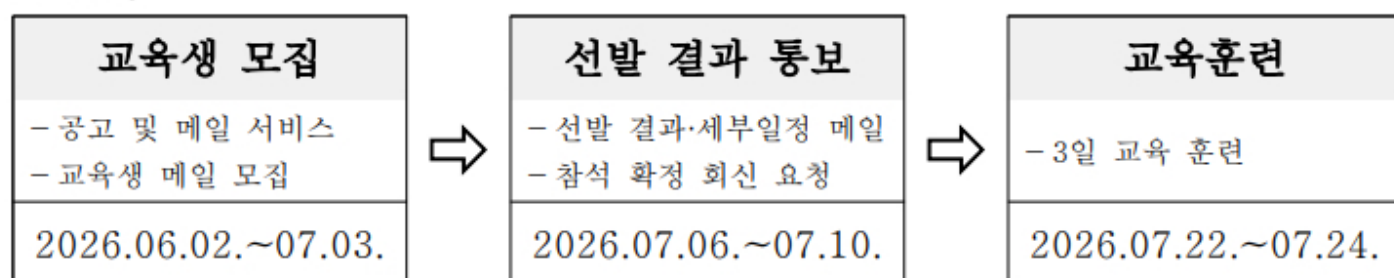 교육생 모집
- 공고 및 메일 서비스
- 교육생 메일 모집
2026.06.02.~07.03.
⇨
선발 결과 통보
- 선발 결과·세부일정 메일
- 참석 확정 회신 요청
2026.07.06.~07.10.
⇨
교육훈련
- 3일 교육 훈련
2026.07.22.~07.24.